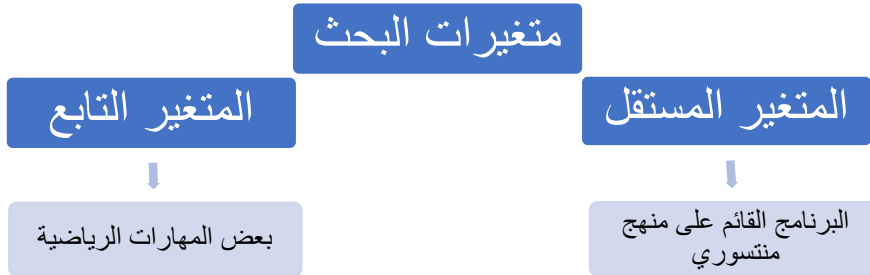 متغيرات البحث
المتغير المستقل
المتغير التابع
البرنامج القائم على منهج
منتسوري
بعض المهارات الرياضية